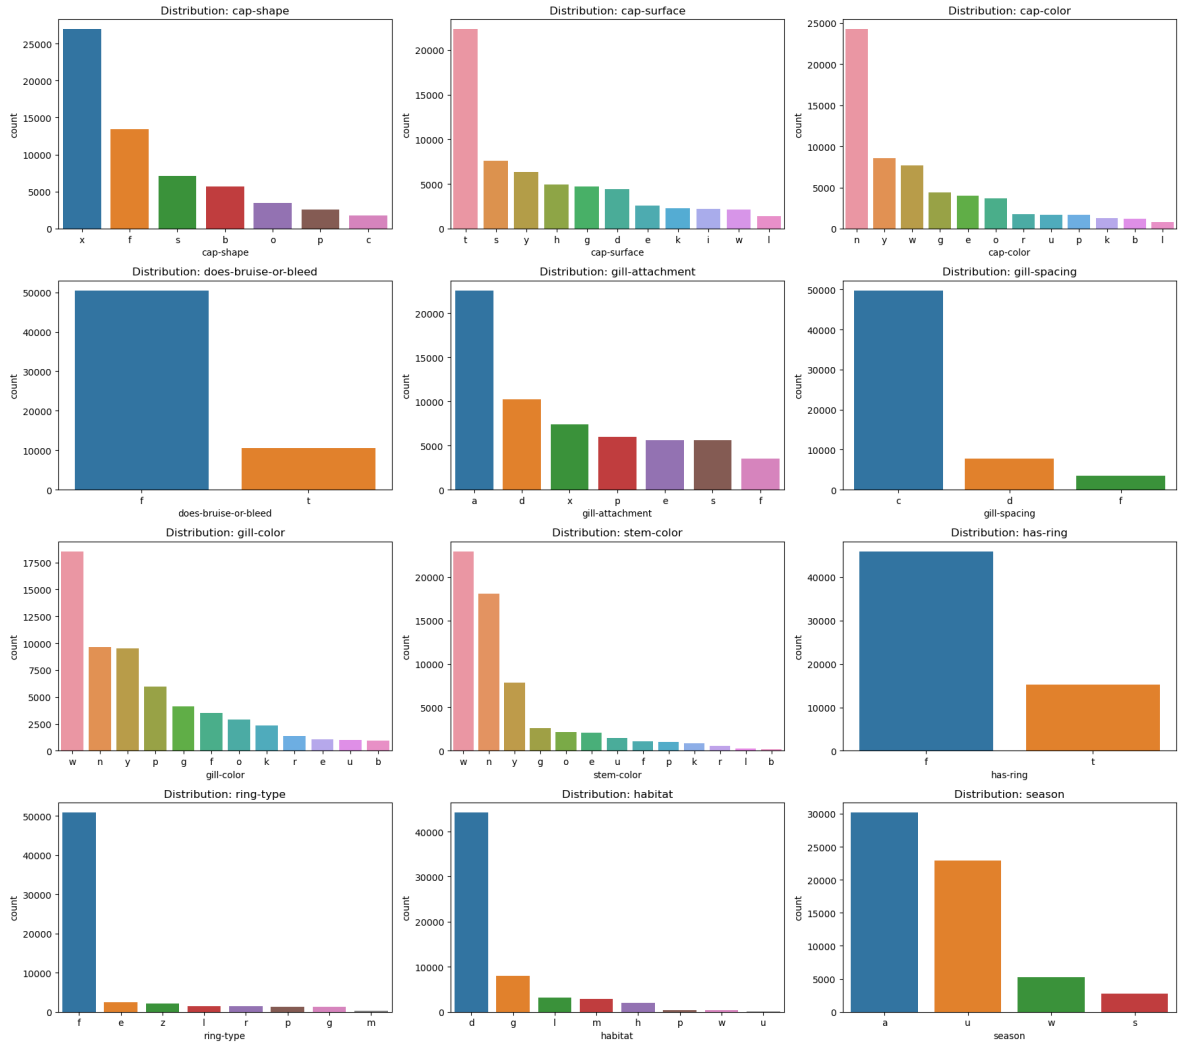 Distribution: cap-shape
25000
20000
15000
10000
5000
0
count
x f s b o p c
cap-shape
Distribution: cap-surface
20000
15000
10000
5000
0
count
t s y h g d e k i w l
cap-surface
Distribution: cap-color
25000
20000
15000
10000
5000
0
count
n y w g e o r u p k b l
cap-color
Distribution: does-bruise-or-bleed
50000
40000
30000
20000
10000
0
count
f t
does-bruise-or-bleed
Distribution: gill-attachment
20000
15000
10000
5000
0
count
a d x p e s f
gill-attachment
Distribution: gill-spacing
50000
40000
30000
20000
10000
0
count
c d f
gill-spacing
Distribution: gill-color
17500
15000
12500
10000
7500
5000
2500
0
count
w n y p g f o k r e u b
gill-color
Distribution: stem-color
20000
15000
10000
5000
0
count
w n y g o e u f p k r l b
stem-color
Distribution: has-ring
40000
30000
20000
10000
0
count
f t
has-ring
Distribution: ring-type
50000
40000
30000
20000
10000
0
count
f e z l r p g m
ring-type
Distribution: habitat
40000
30000
20000
10000
0
count
d g l m h p w u
habitat
Distribution: season
30000
25000
20000
15000
10000
5000
0
count
a u w s
season